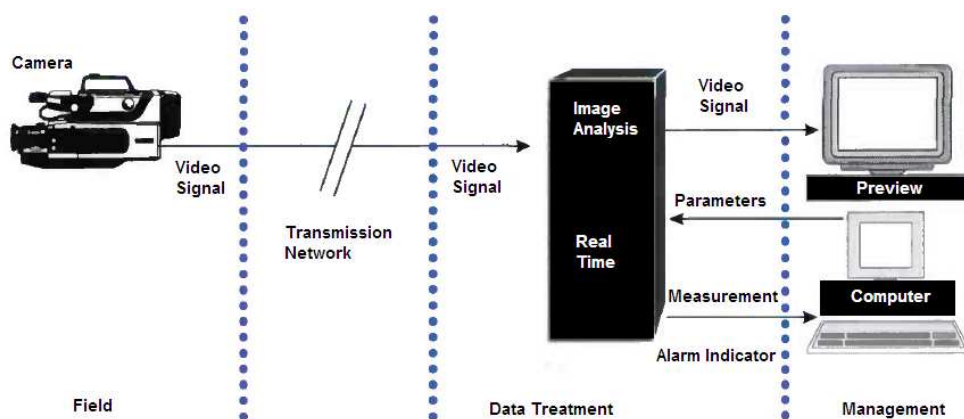 Camera
Video
Signal
Transmission
Network
Video
Signal
Image
Analysis
Real
Time
Video
Signal
Preview
Parameters
Computer
Measurement
Alarm Indicator
Field
Data Treatment
Management